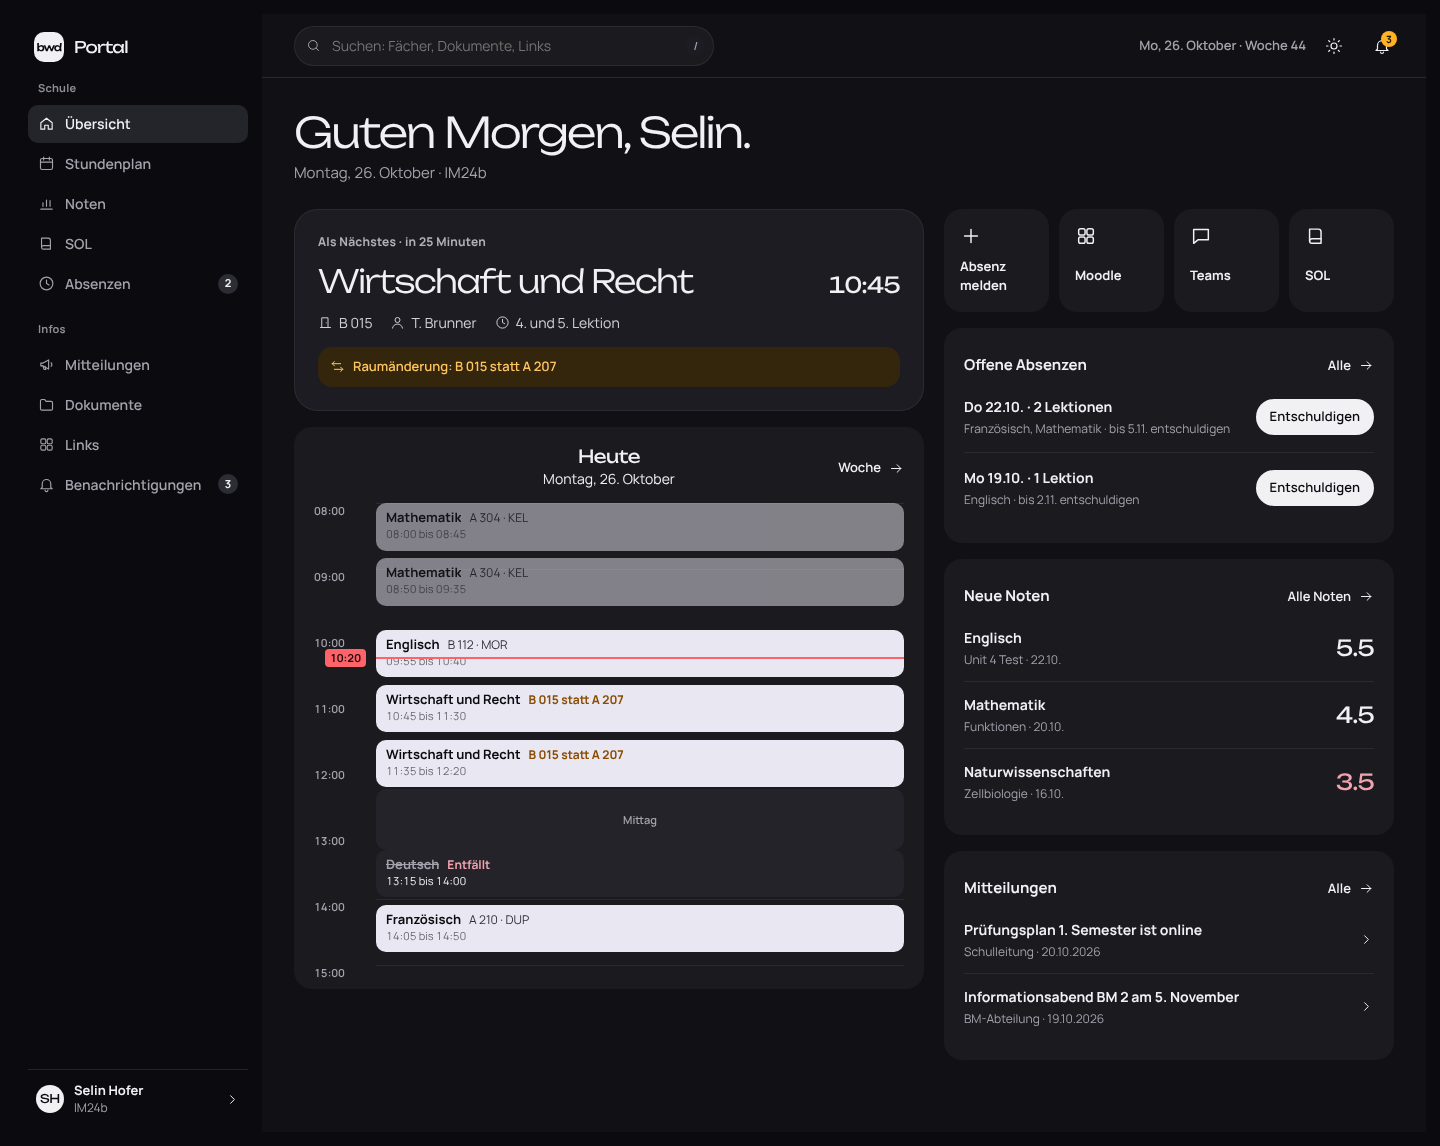 bwd Portal
Schule
Übersicht
Stundenplan
Noten
SOL
Absenzen 2
Infos
Mitteilungen
Dokumente
Links
Benachrichtigungen 3
SH
Selin Hofer
IM24b
Suchen: Fächer, Dokumente, Links /
Mo, 26. Oktober · Woche 44
3
Guten Morgen, Selin.
Montag, 26. Oktober · IM24b
Als Nächstes · in 25 Minuten
Wirtschaft und Recht 10:45
B 015 T. Brunner 4. und 5. Lektion
Raumänderung: B 015 statt A 207
Heute
Montag, 26. Oktober
Woche
08:00
Mathematik A 304 · KEL
08:00 bis 08:45
09:00
Mathematik A 304 · KEL
08:50 bis 09:35
10:00
Englisch B 112 · MOR
10:20
09:55 bis 10:40
11:00
Wirtschaft und Recht B 015 statt A 207
10:45 bis 11:30
Wirtschaft und Recht B 015 statt A 207
11:35 bis 12:20
12:00
Mittag
13:00
Deutsch Entfällt
13:15 bis 14:00
14:00
Französisch A 210 · DUP
14:05 bis 14:50
15:00
Absenz
melden
Moodle
Teams
SOL
Offene Absenzen Alle
Do 22.10. · 2 Lektionen
Französisch, Mathematik · bis 5.11. entschuldigen
Entschuldigen
Mo 19.10. · 1 Lektion
Englisch · bis 2.11. entschuldigen
Entschuldigen
Neue Noten Alle Noten
Englisch
Unit 4 Test · 22.10.
5.5
Mathematik
Funktionen · 20.10.
4.5
Naturwissenschaften
Zellbiologie · 16.10.
3.5
Mitteilungen Alle
Prüfungsplan 1. Semester ist online
Schulleitung · 20.10.2026
Informationsabend BM 2 am 5. November
BM-Abteilung · 19.10.2026